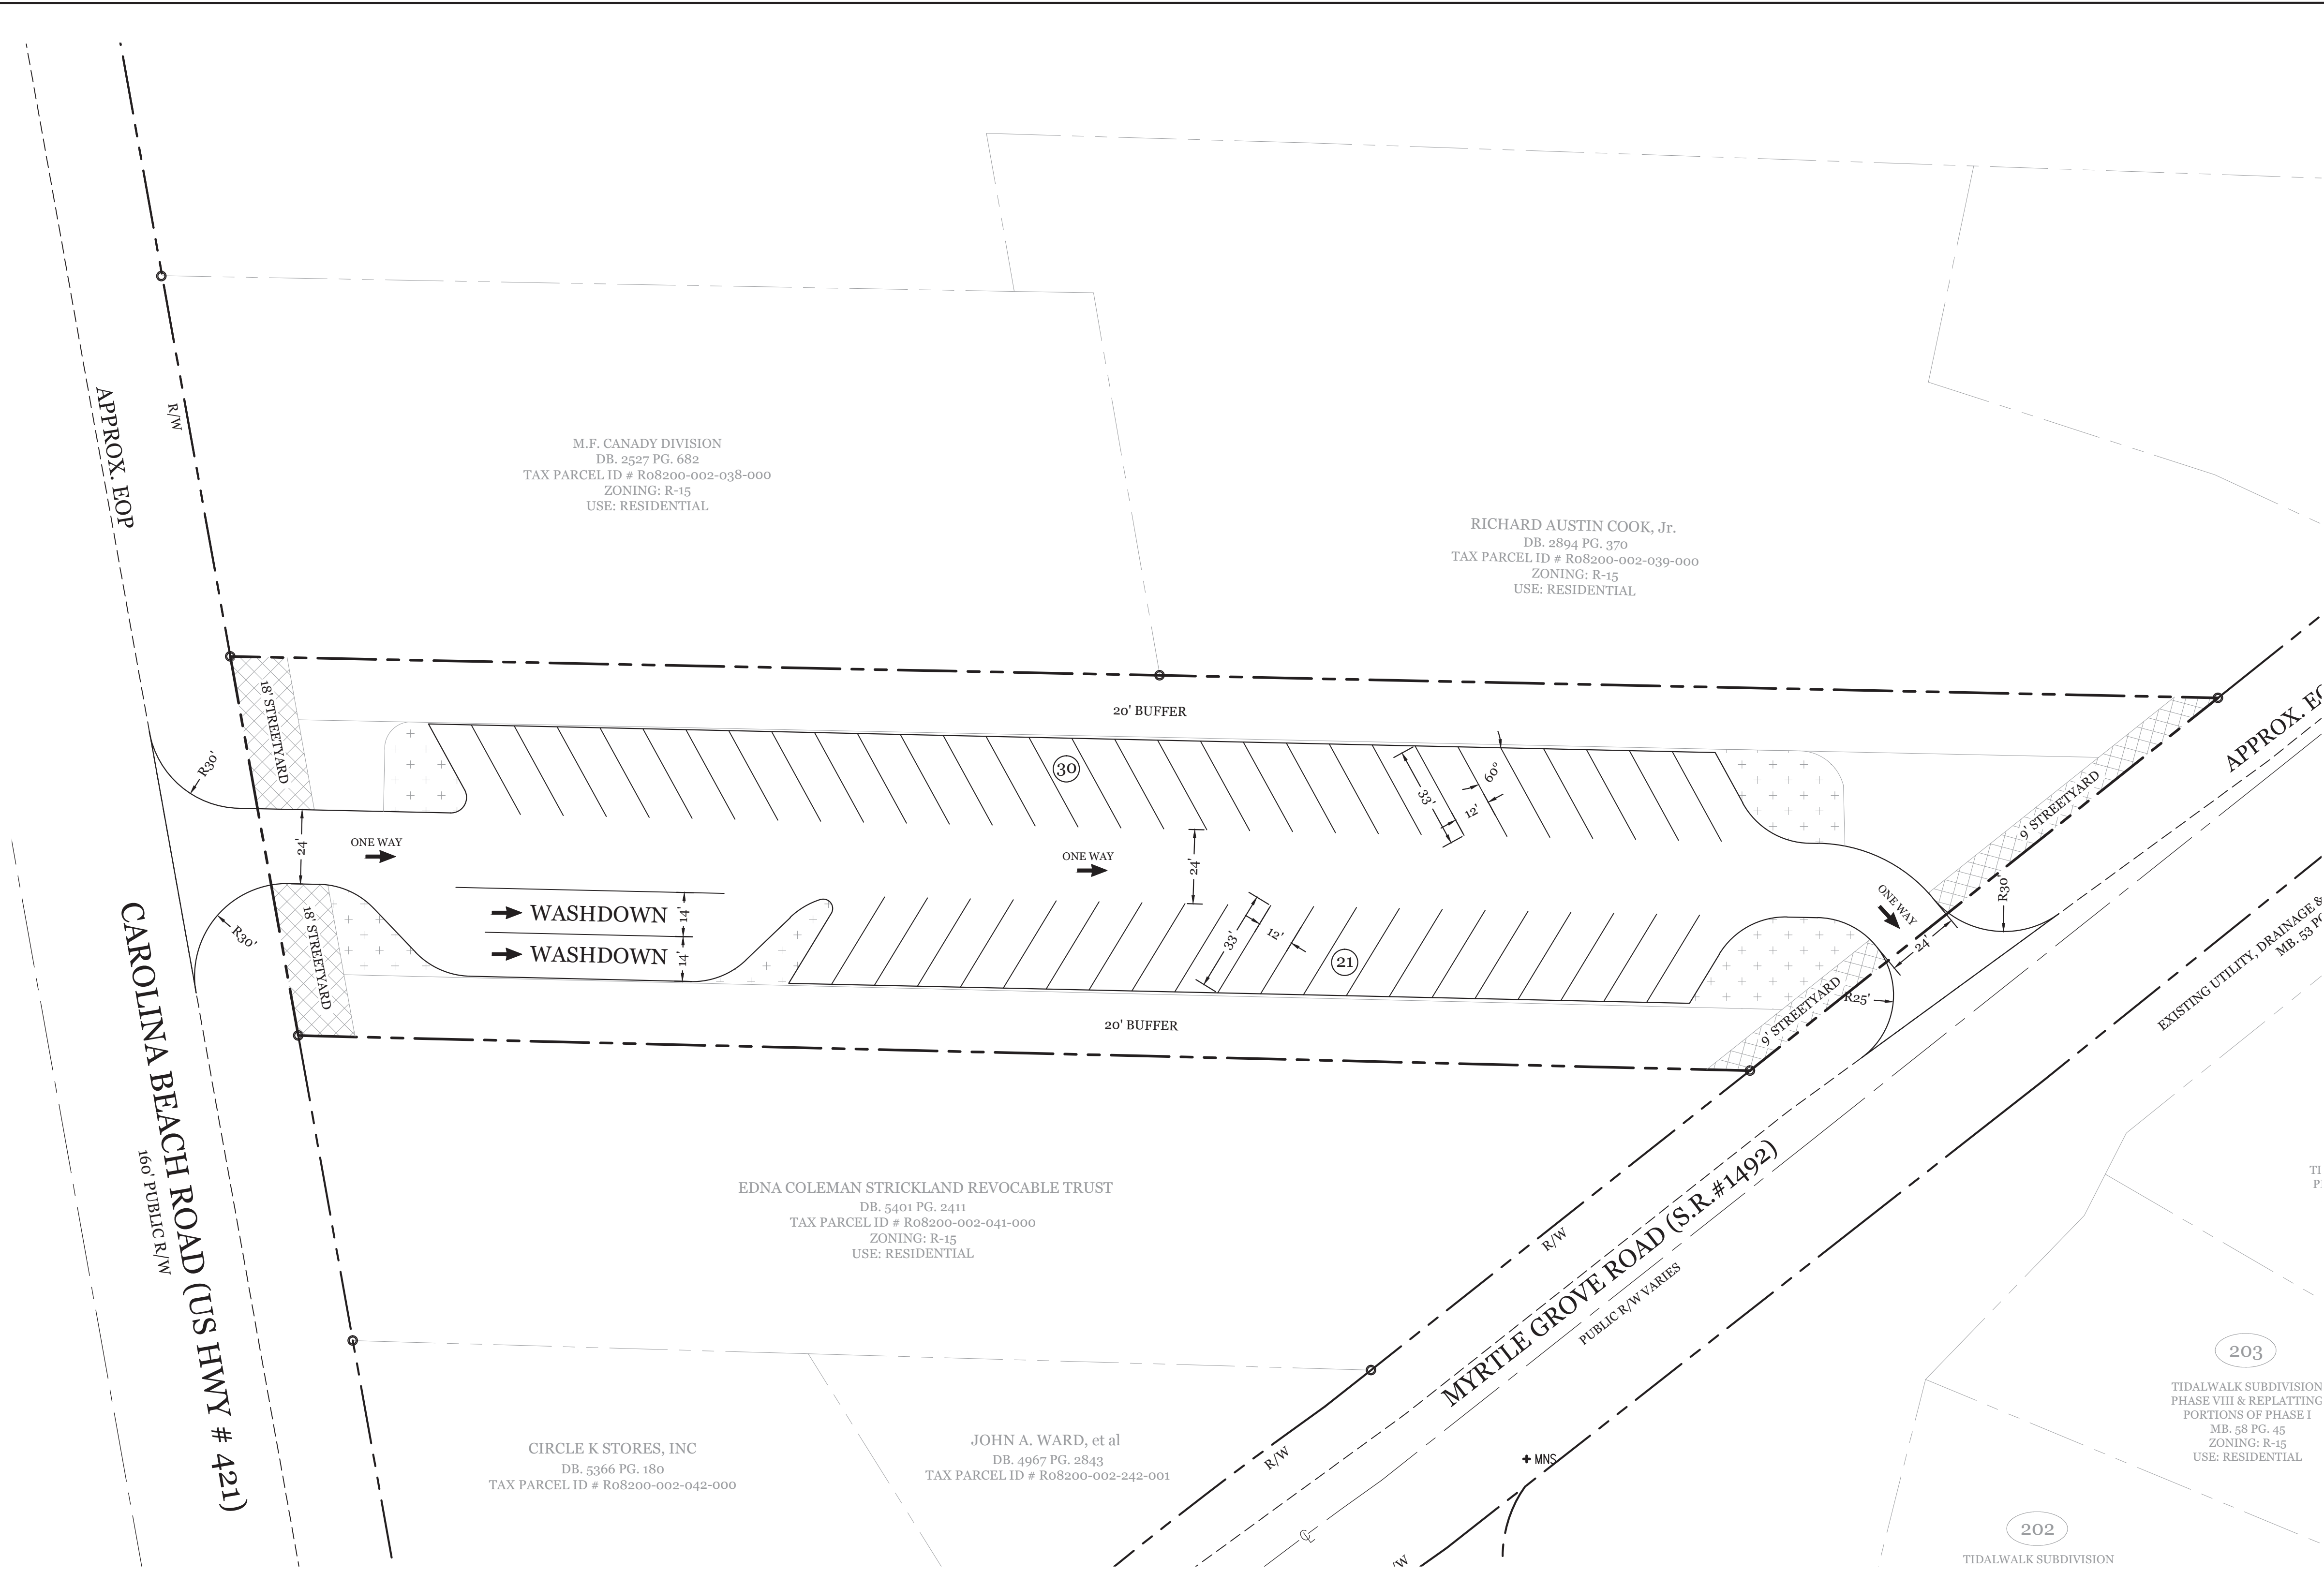 APPROX. EOP
R/W
M.F. CANADY DIVISION
DB. 2527 PG. 682
TAX PARCEL ID # R08200-002-038-000
ZONING: R-15
USE: RESIDENTIAL
RICHARD AUSTIN COOK, Jr.
DB. 2894 PG. 370
TAX PARCEL ID # R08200-002-039-000
ZONING: R-15
USE: RESIDENTIAL
20' BUFFER
18' STREETYARD
R30'
30
60°
33'
12'
24'
ONE WAY
ONE WAY
24'
WASHDOWN
14'
WASHDOWN
14'
R30'
18' STREETYARD
33'
12'
21
20' BUFFER
ONE WAY
24'
R30'
9' STREETYARD
9' STREETYARD
R25'
APPROX. EO
EXISTING UTILITY, DRAINAGE &
MB. 53 P
CAROLINA BEACH ROAD (US HWY # 421)
160' PUBLIC R/W
EDNA COLEMAN STRICKLAND REVOCABLE TRUST
DB. 5401 PG. 2411
TAX PARCEL ID # R08200-002-041-000
ZONING: R-15
USE: RESIDENTIAL
R/W
MYRTLE GROVE ROAD (S.R.#1492)
PUBLIC R/W VARIES
TI
P
203
TIDALWALK SUBDIVISION
PHASE VIII & REPLATTING
PORTIONS OF PHASE I
MB. 58 PG. 45
ZONING: R-15
USE: RESIDENTIAL
CIRCLE K STORES, INC
DB. 5366 PG. 180
TAX PARCEL ID # R08200-002-042-000
JOHN A. WARD, et al
DB. 4967 PG. 2843
TAX PARCEL ID # R08200-002-242-001
R/W
MNS
CL
/W
202
TIDALWALK SUBDIVISION